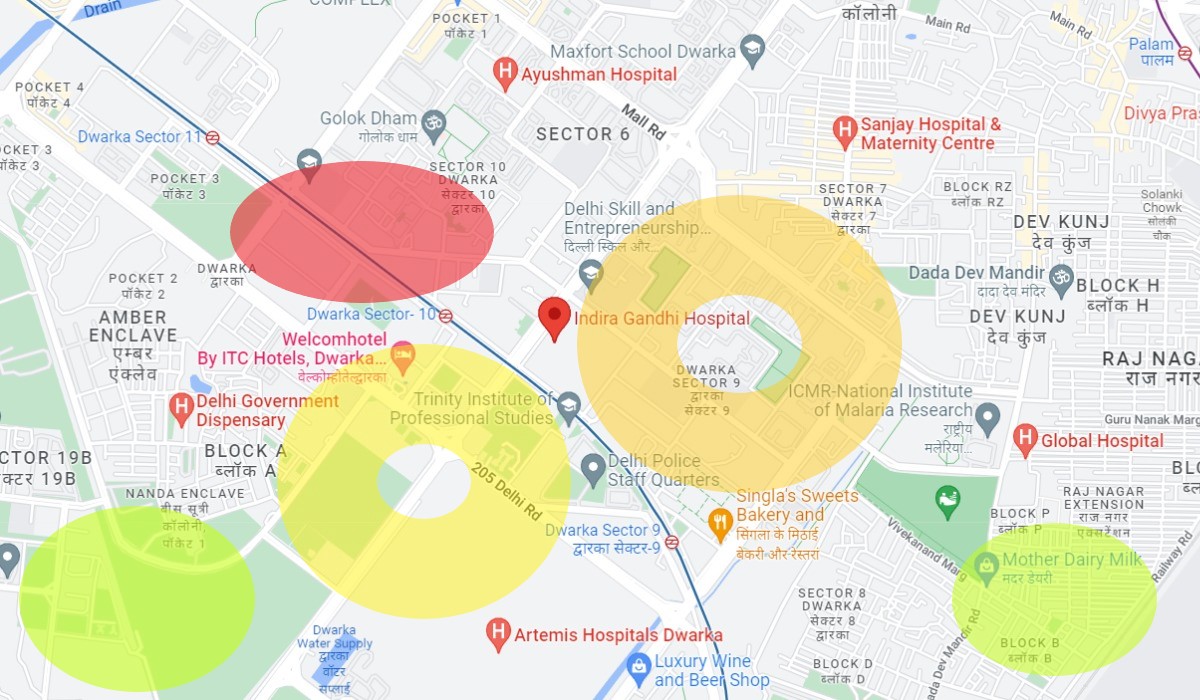 Drain
COMPLEX
POCKET 1
पॉकेट 1
कॉलोनी
Main Rd
Main Rd
Palam
पालम
Maxfort School Dwarka
Ayushman Hospital
POCKET 4
पॉकेट 4
Mall Rd
Divya Pras
Golok Dham
गोलोक धाम
SECTOR 6
Sanjay Hospital &
Maternity Centre
Dwarka Sector 11
OCKET 3
पॉकेट 3
POCKET 3
पॉकेट 3
SECTOR 10
DWARKA
सेक्टर 10
द्वारका
SECTOR 7
DWARKA
सेक्टर 7
द्वारका
BLOCK RZ
ब्लॉक RZ
Solanki
Chowk
सोलंकी
चौक
Delhi Skill and
Entrepreneurship...
दिल्ली स्किल और...
DEV KUNJ
देव कुंज
DWARKA
द्वारका
POCKET 2
पॉकेट 2
Dada Dev Mandir
दादा देव मंदिर
BLOCK H
ब्लॉक H
AMBER
ENCLAVE
एम्बर
एंक्लेव
Dwarka Sector- 10
Indira Gandhi Hospital
DEV KUNJ
देव कुंज
Welcomhotel
By ITC Hotels, Dwarka...
वेल्कोमहोतेल्द्वारका
RAJ NAGA
राज नगर
DWARKA
SECTOR 9
द्वारका
सेक्टर 9
ICMR-National Institute
of Malaria Research
राष्ट्रीय
मलेरिया...
Delhi Government
Dispensary
Trinity Institute of
Professional Studies
Guru Nanak Marg
Global Hospital
CTOR 19B
क्टर 19B
BLOCK A
ब्लॉक A
205 Delhi Rd
Delhi Police
Staff Quarters
BLO
ब्लॉ
NANDA ENCLAVE
बीस सूत्री
कॉलोनी,
पॉकेट 1
Singla's Sweets
Bakery and
सिंगला के मिठाई
बेकरी और रेस्तरां
RAJ NAGAR
EXTENSION
राज नगर
एक्सटेंशन
BLOCK P
ब्लॉक P
Dwarka Sector 9
द्वारका सेक्टर-9
Vivekanand Marg
Mother Dairy Milk
मदर डेयरी
Railway Rd
SECTOR 8
DWARKA
सेक्टर 8
द्वारका
Dwarka
Water Supply
द्वारका
वॉटर
सप्लाई
Artemis Hospitals Dwarka
BLOCK B
ब्लॉक B
Dada Dev Mandir Rd
Luxury Wine
and Beer Shop
BLOCK D
ब्लॉक D